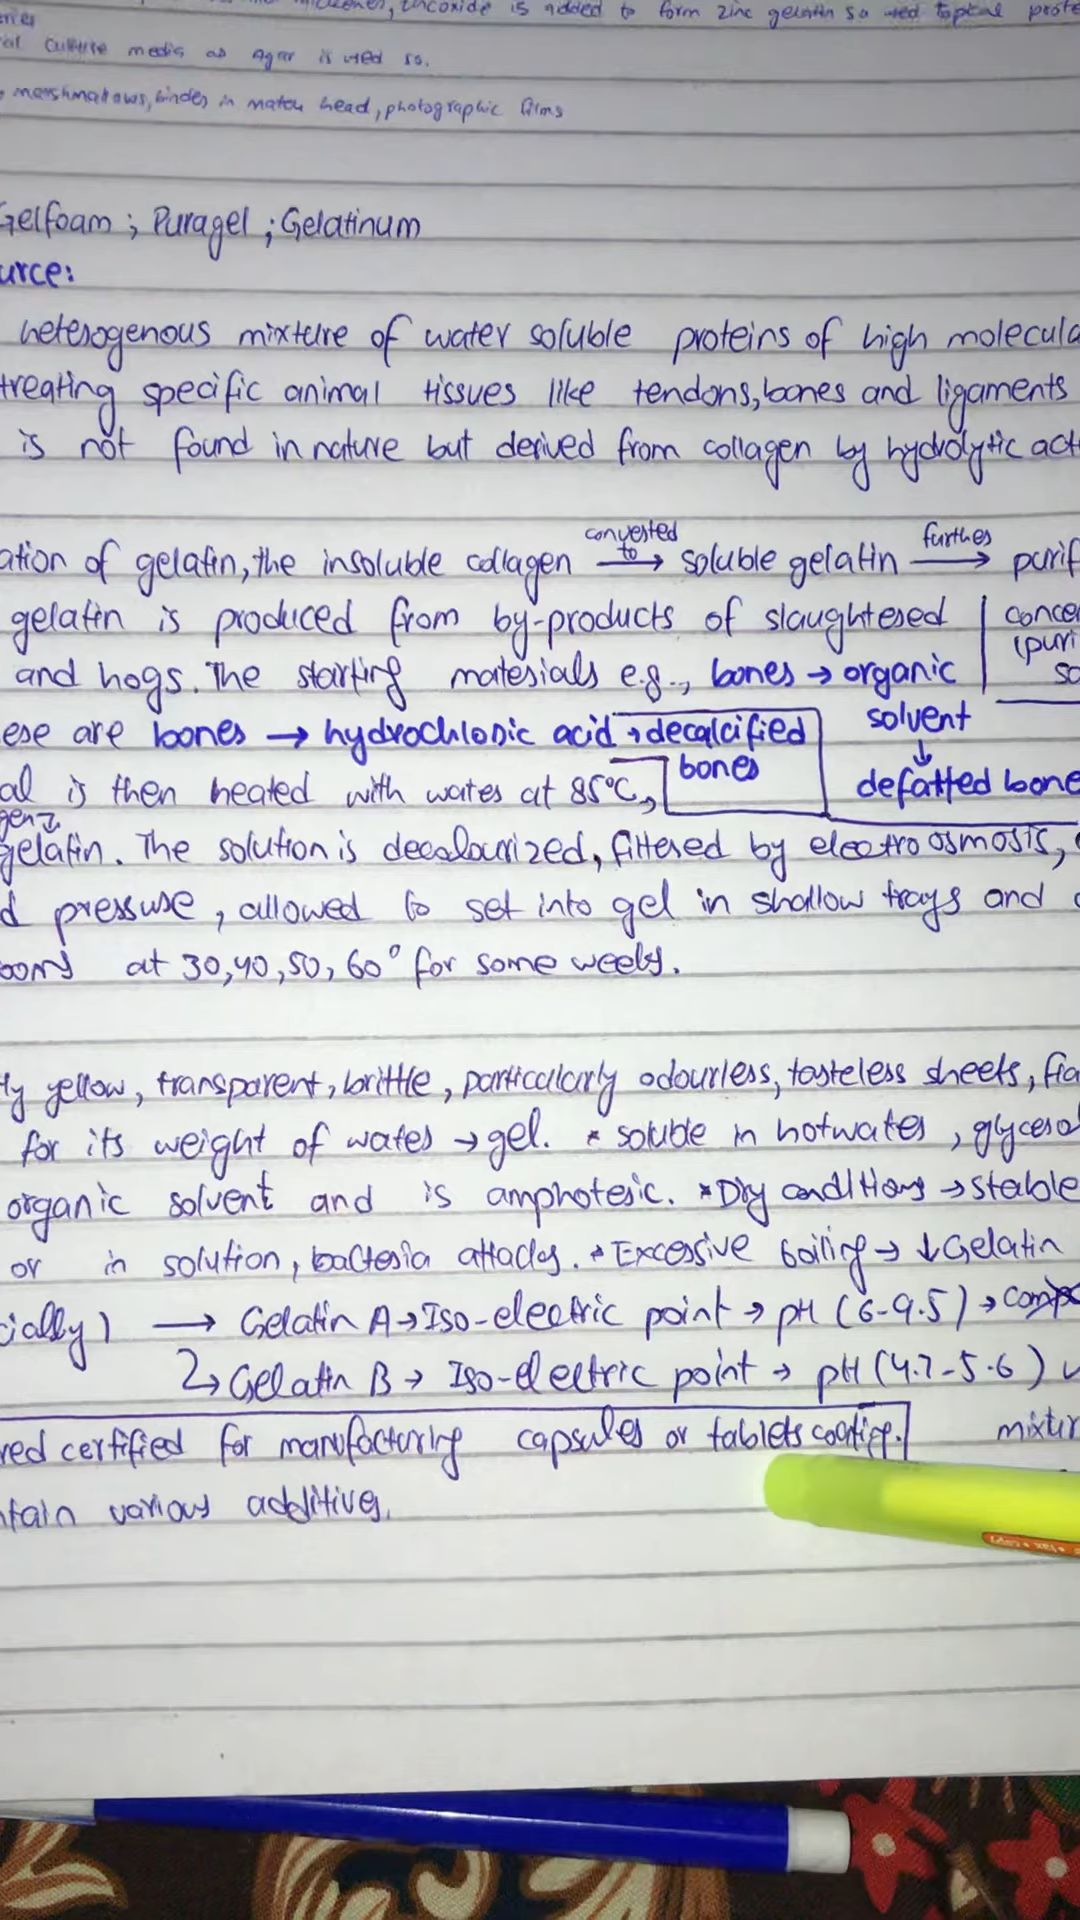 is added to form zinc gelatin so used topical prote
al culture media as agar is used so.
marshmallows, binder in match head, photographic films
Gelfoam ; Puragel ; Gelatinum
urce:
heterogenous mixture of water soluble proteins of high molecula
treating specific animal tissues like tendons, bones and ligaments
is not found in nature but derived from collagen by hydrolytic act
ation of gelatin, the insoluble collagen converted to → soluble gelatin further → purif
gelatin is produced from by-products of slaughtered | concen
and hogs. The starting materials e.g., bones → organic (puri
solvent so
ese are bones → hydrochloric acid → decalcified bones ↓
al is then heated with water at 85°C, defatted bone
gen
gelatin. The solution is decolourized, filtered by electro osmosis,
d pressure, allowed to set into gel in shallow trays and
ooms at 30, 40, 50, 60° for some weeks.
ly yellow, transparent, brittle, particularly odourless, tasteless sheets, fla
for its weight of water → gel. * soluble in hot water, glycero
organic solvent and is amphoteric. * Dry conditions → stable
or in solution, bacteria attacks. * Excessive boiling → ↓ Gelatin
cially) → Gelatin A → Iso-electric point → pH (6-9.5) →
↳ Gelatin B → Iso-electric point → pH (4.7-5.6)
red certified for manufacturing capsules or tablets coating. mixtur
ntain various additives.